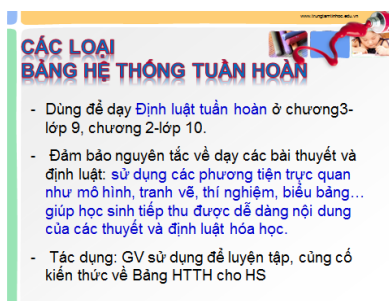 www.trungtamtinhoc.edu.vn
CÁC LOẠI
BẢNG HỆ THỐNG TUẦN HOÀN
- Dùng để dạy Định luật tuần hoàn ở chương3-
lớp 9, chương 2-lớp 10.
- Đảm bảo nguyên tắc về dạy các bài thuyết và
định luật: sử dụng các phương tiện trực quan
như mô hình, tranh vẽ, thí nghiệm, biểu bảng…
giúp học sinh tiếp thu được dễ dàng nội dung
của các thuyết và định luật hóa học.
- Tác dụng: GV sử dụng để luyện tập, củng cố
kiến thức về Bảng HTTH cho HS